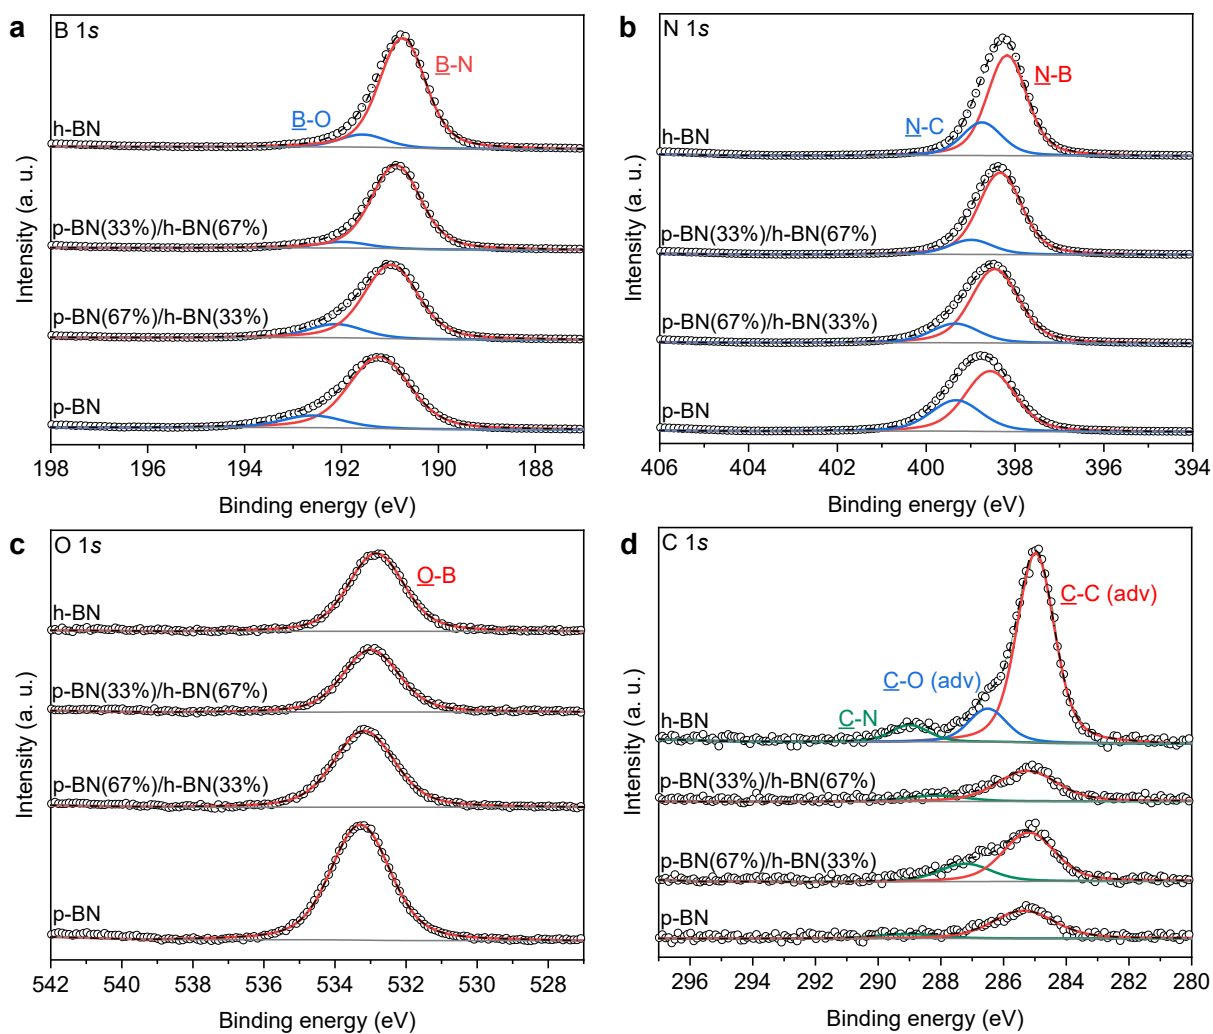 a
B 1s
B-N
B-O
h-BN
p-BN(33%)/h-BN(67%)
p-BN(67%)/h-BN(33%)
p-BN
Intensity (a. u.)
198 196 194 192 190 188
Binding energy (eV)
b
N 1s
N-B
N-C
h-BN
p-BN(33%)/h-BN(67%)
p-BN(67%)/h-BN(33%)
p-BN
Intensity (a. u.)
406 404 402 400 398 396 394
Binding energy (eV)
c
O 1s
O-B
h-BN
p-BN(33%)/h-BN(67%)
p-BN(67%)/h-BN(33%)
p-BN
Intensity (a. u.)
542 540 538 536 534 532 530 528
Binding energy (eV)
d
C 1s
C-C (adv)
C-O (adv)
C-N
h-BN
p-BN(33%)/h-BN(67%)
p-BN(67%)/h-BN(33%)
p-BN
Intensity (a. u.)
296 294 292 290 288 286 284 282 280
Binding energy (eV)